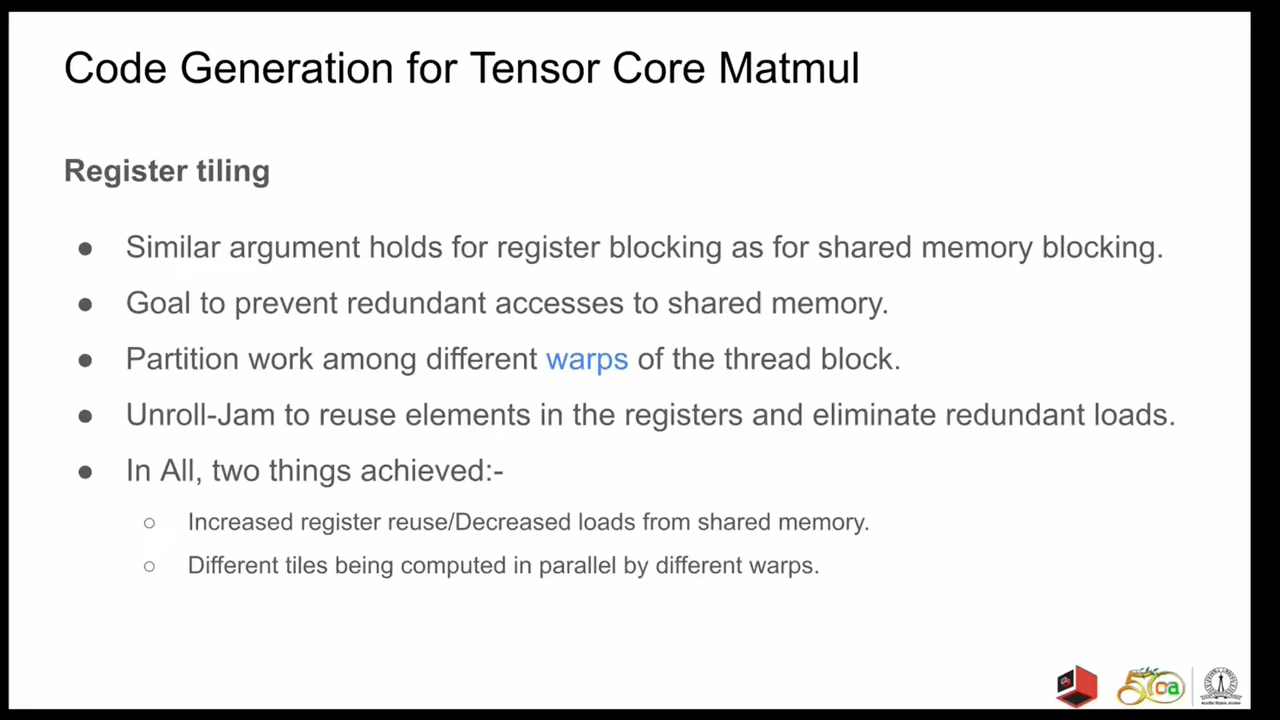 Code Generation for Tensor Core Matmul
Register tiling
● Similar argument holds for register blocking as for shared memory blocking.
● Goal to prevent redundant accesses to shared memory.
● Partition work among different warps of the thread block.
● Unroll-Jam to reuse elements in the registers and eliminate redundant loads.
● In All, two things achieved:-
○ Increased register reuse/Decreased loads from shared memory.
○ Different tiles being computed in parallel by different warps.